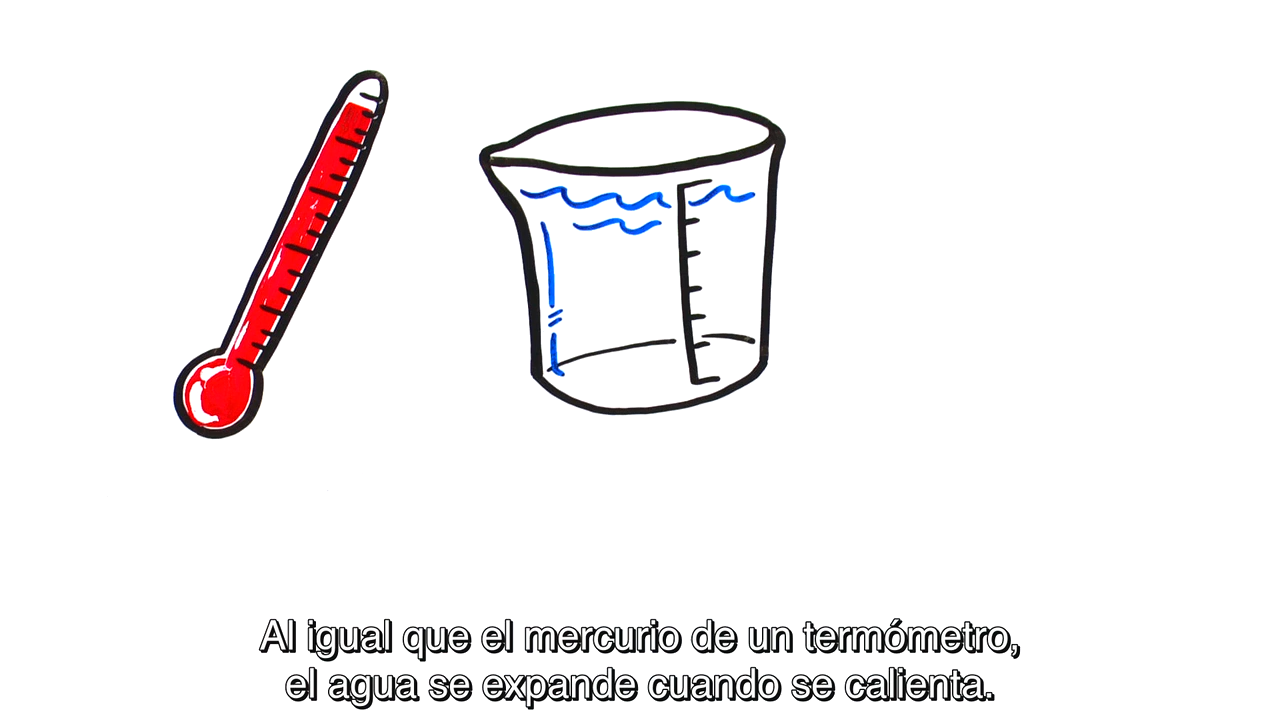 Al igual que el mercurio de un termómetro,
el agua se expande cuando se calienta.